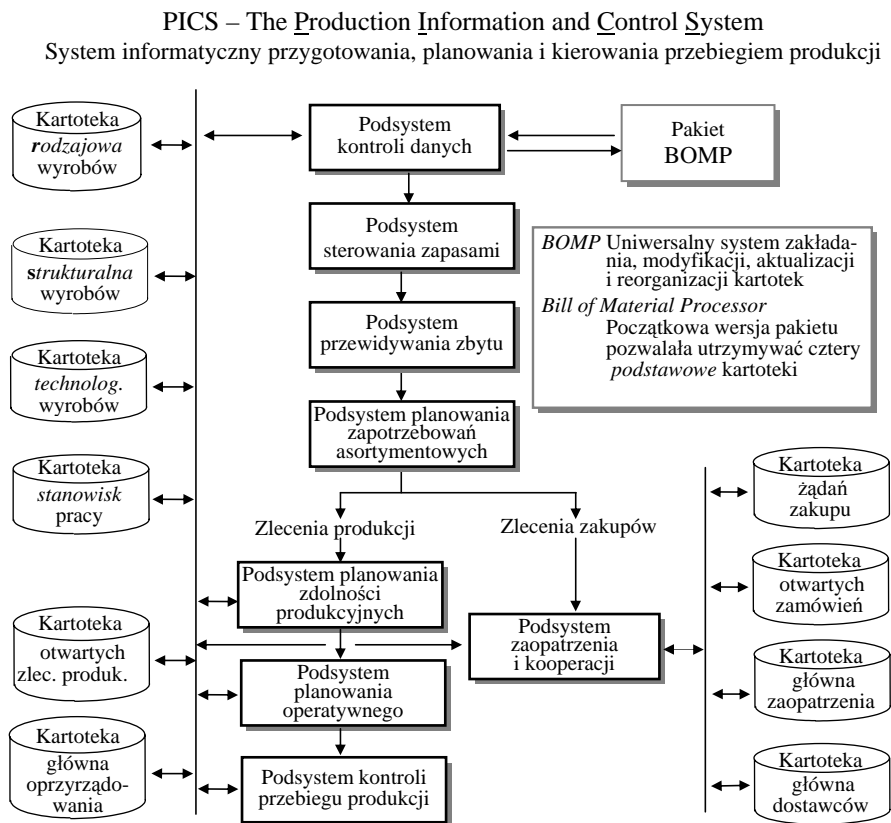 PICS – The Production Information and Control System
System informatyczny przygotowania, planowania i kierowania przebiegiem produkcji
Kartoteka
rodzajowa
wyrobów
Podsystem
kontroli danych
Pakiet
BOMP
Kartoteka
strukturalna
wyrobów
Podsystem
sterowania zapasami
BOMP Uniwersalny system zakłada-
nia, modyfikacji, aktualizacji
i reorganizacji kartotek
Bill of Material Processor
Początkowa wersja pakietu
pozwalała utrzymywać cztery
podstawowe kartoteki
Podsystem
przewidywania zbytu
Kartoteka
technolog.
wyrobów
Podsystem planowania
zapotrzebowań
asortymentowych
Kartoteka
stanowisk
pracy
Kartoteka
żądań
zakupu
Zlecenia produkcji
Zlecenia zakupów
Podsystem planowania
zdolności
produkcyjnych
Kartoteka
otwartych
zamówień
Kartoteka
otwartych
zlec. produk.
Podsystem
zaopatrzenia
i kooperacji
Podsystem
planowania
operatywnego
Kartoteka
główna
zaopatrzenia
Kartoteka
główna
oprzyrządo-
wania
Podsystem kontroli
przebiegu produkcji
Kartoteka
główna
dostawców